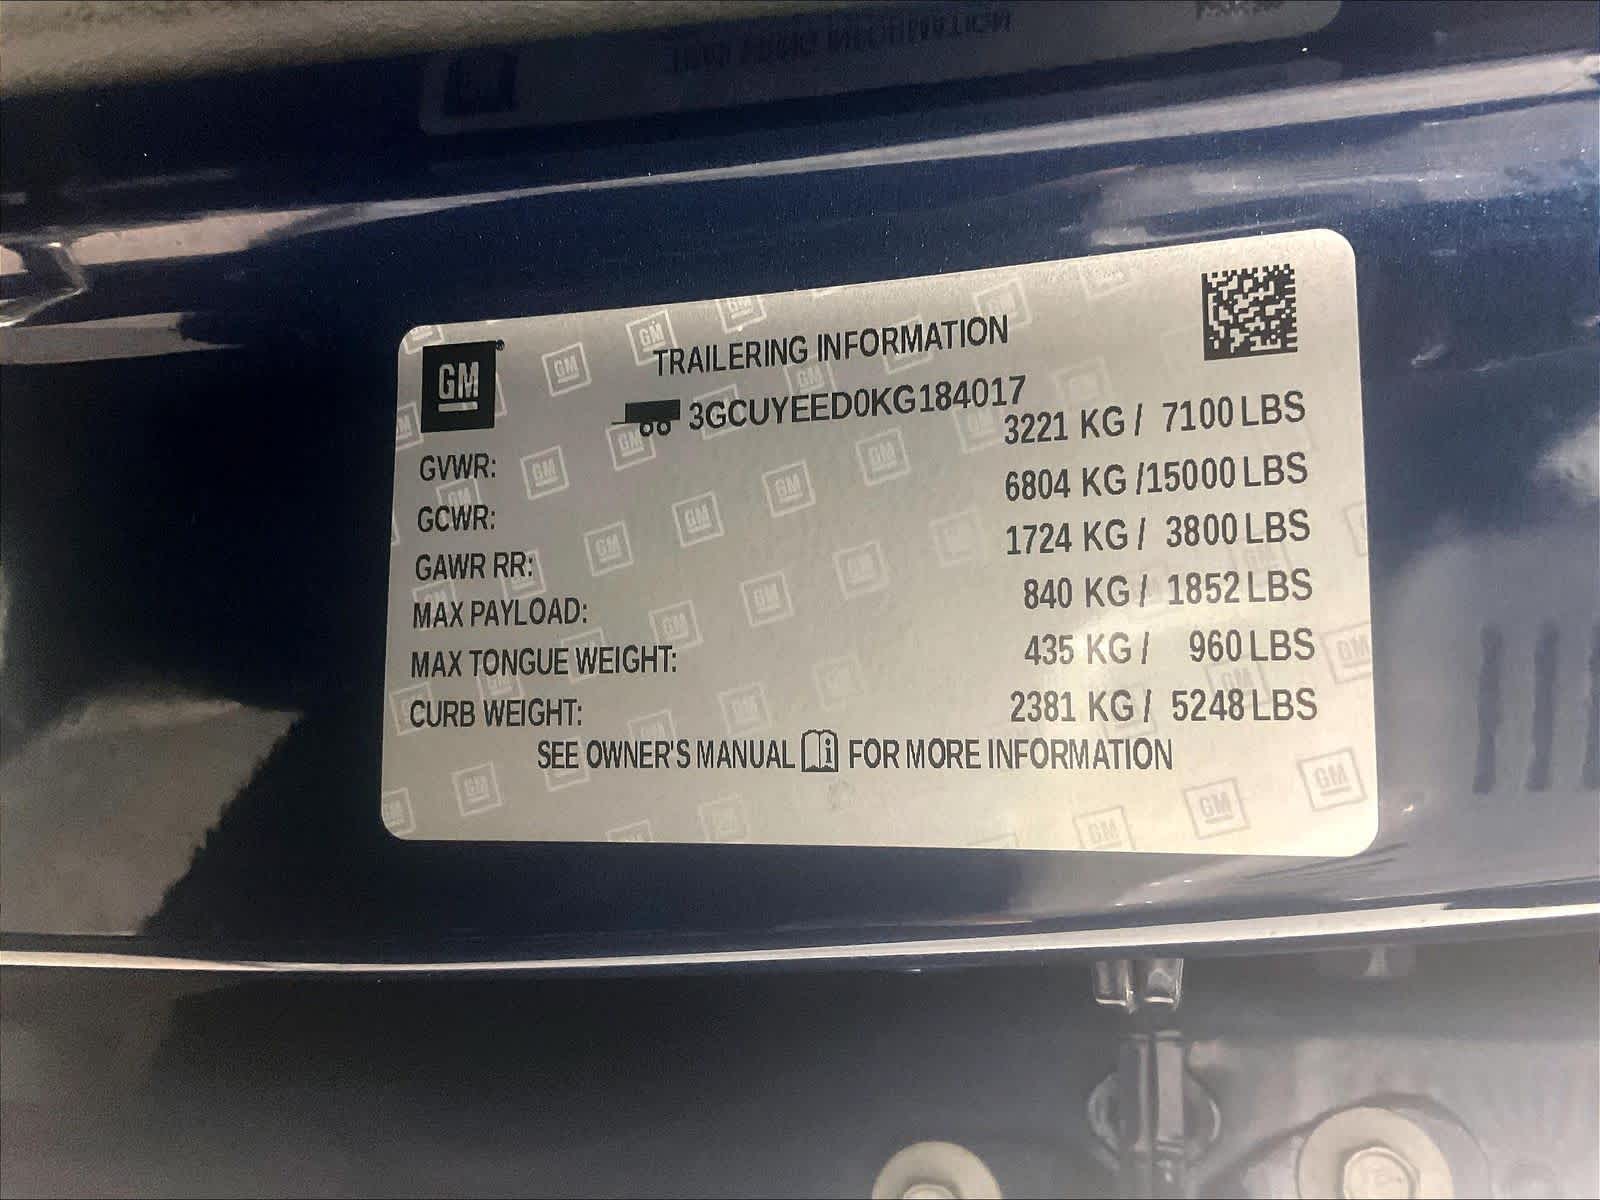 GM
TRAILERING INFORMATION
3GCUYEED0KG184017
GVWR: 3221 KG / 7100 LBS
GCWR: 6804 KG /15000 LBS
GAWR RR: 1724 KG / 3800 LBS
MAX PAYLOAD: 840 KG / 1852 LBS
MAX TONGUE WEIGHT: 435 KG / 960 LBS
CURB WEIGHT: 2381 KG / 5248 LBS
SEE OWNER'S MANUAL FOR MORE INFORMATION